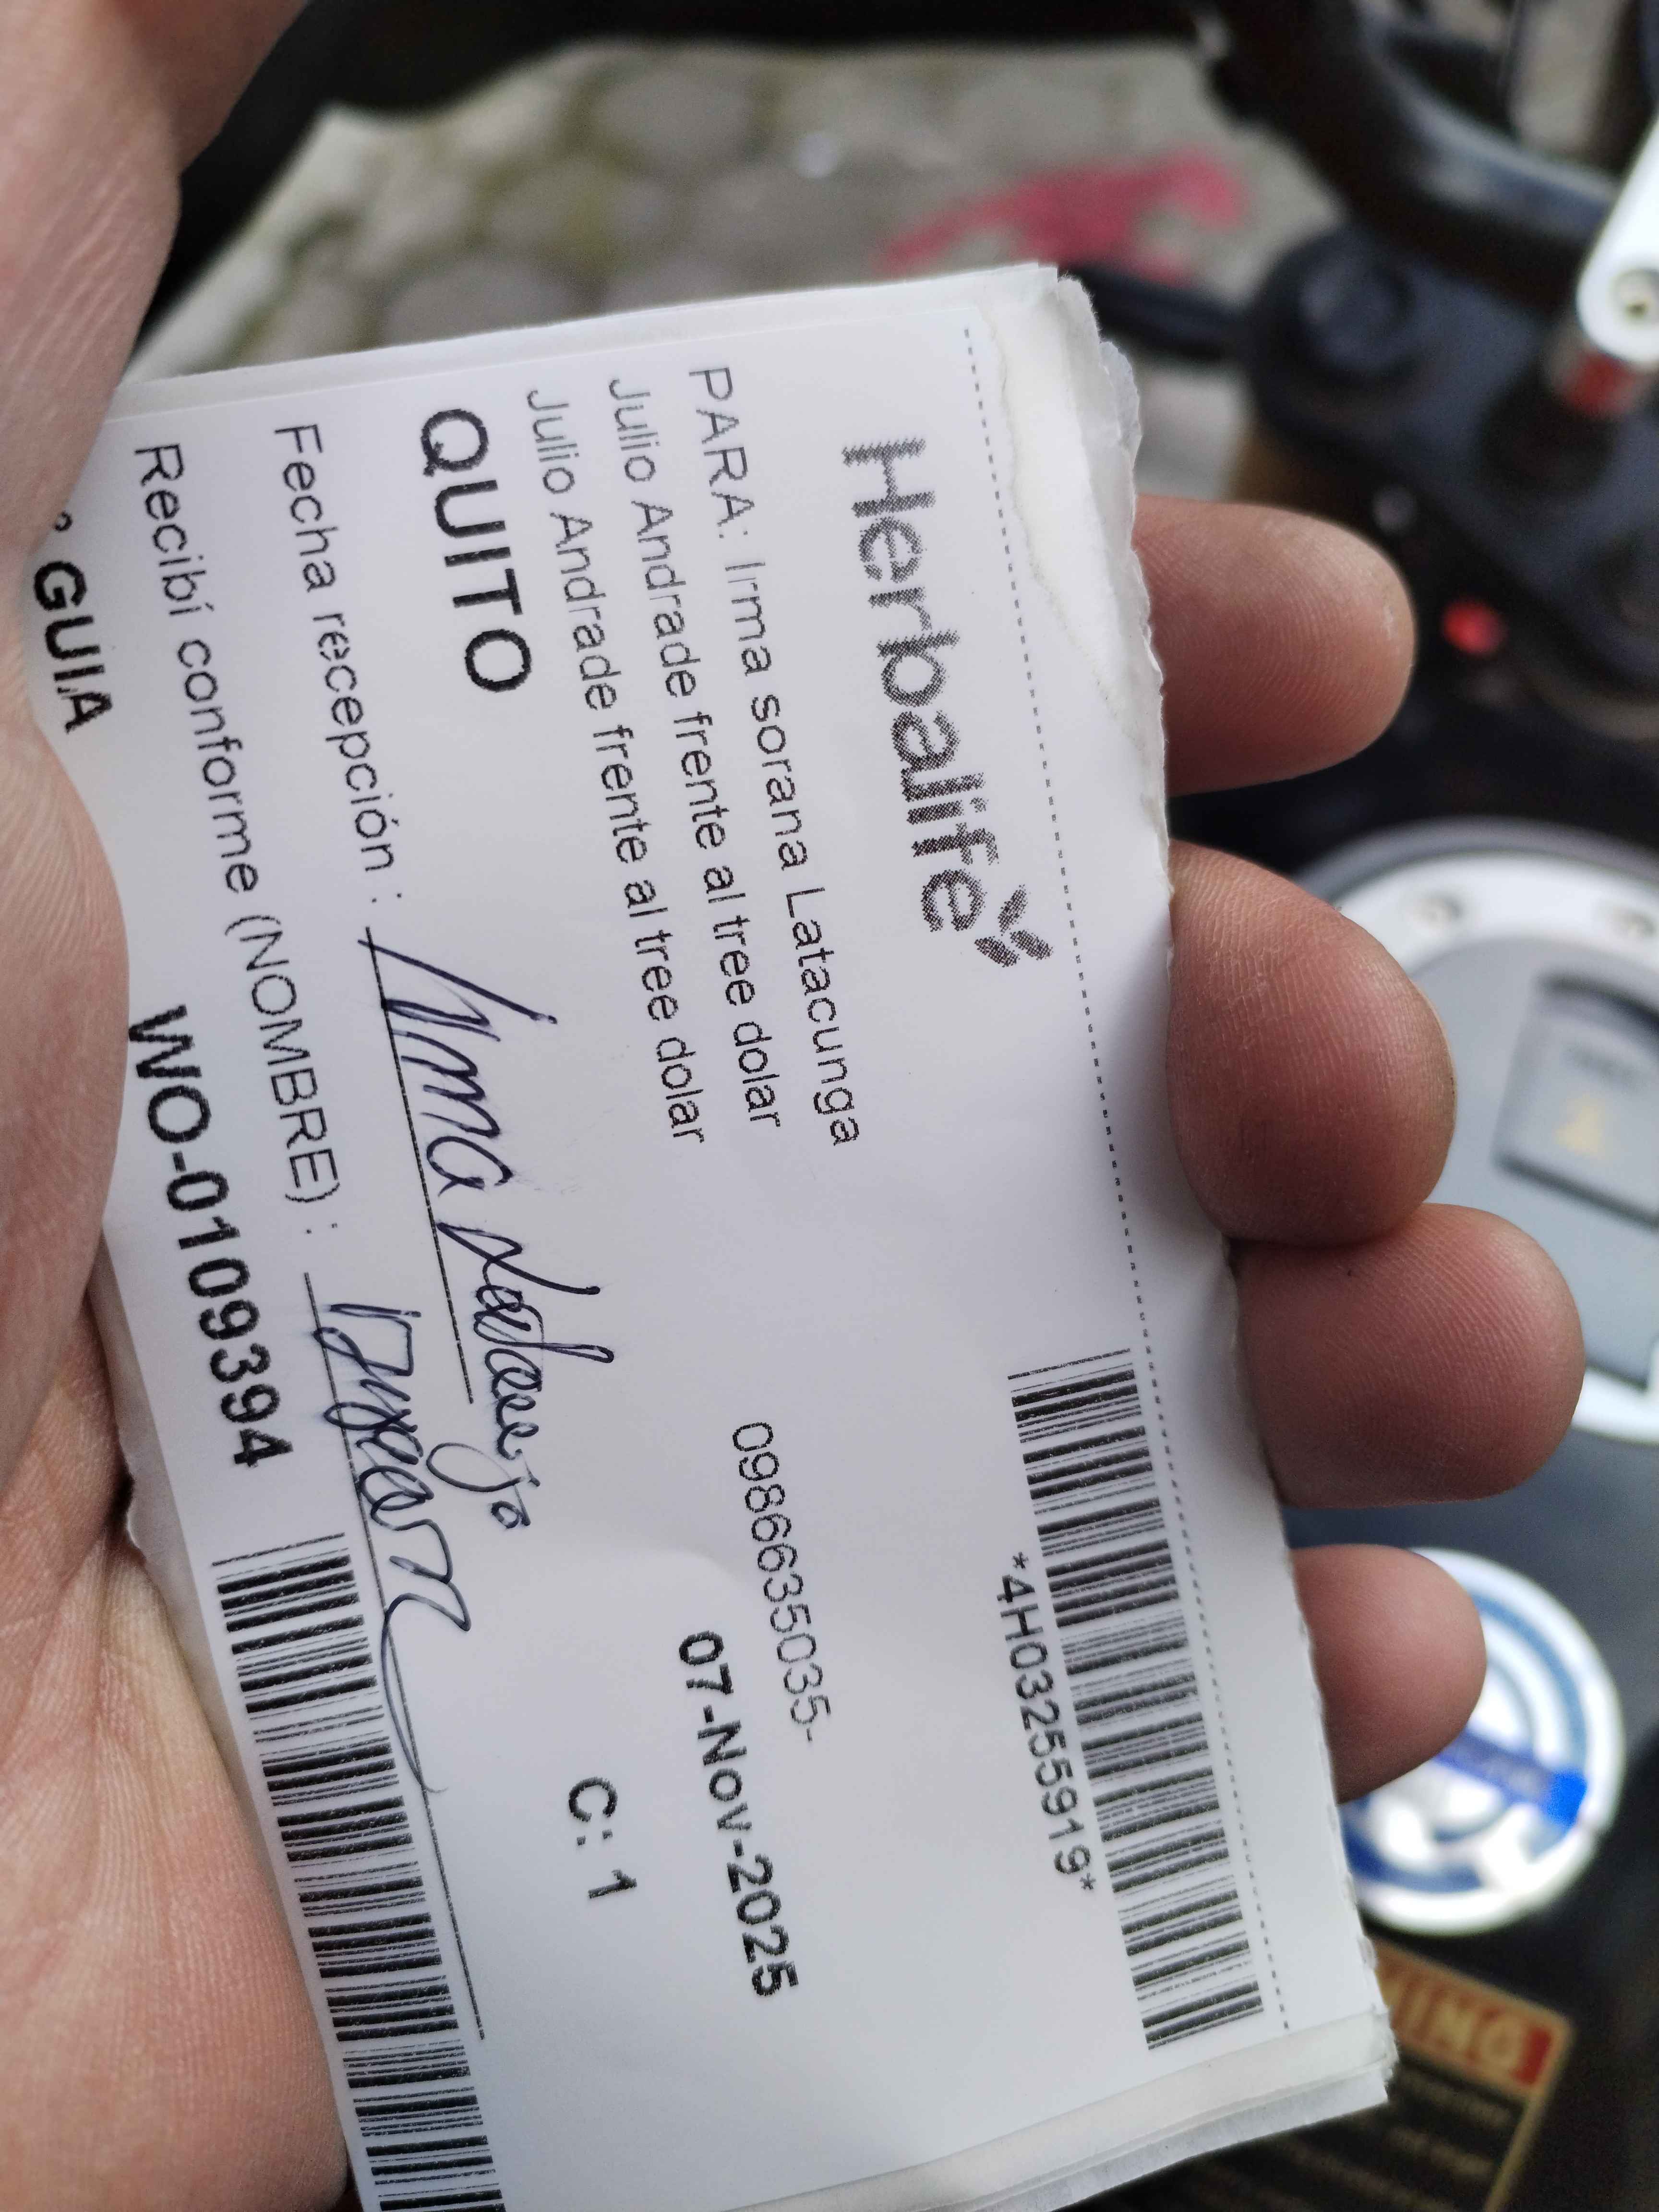 Herbalife
*4H03255919*
PARA: Irma sorana Latacunga
0986635035-
Julio Andrade frente al tree dolar
07-Nov-2025
Julio Andrade frente al tree dolar
C: 1
QUITO
Fecha recepción :
Recibí conforme (NOMBRE) :
° GUIA WO-0109394